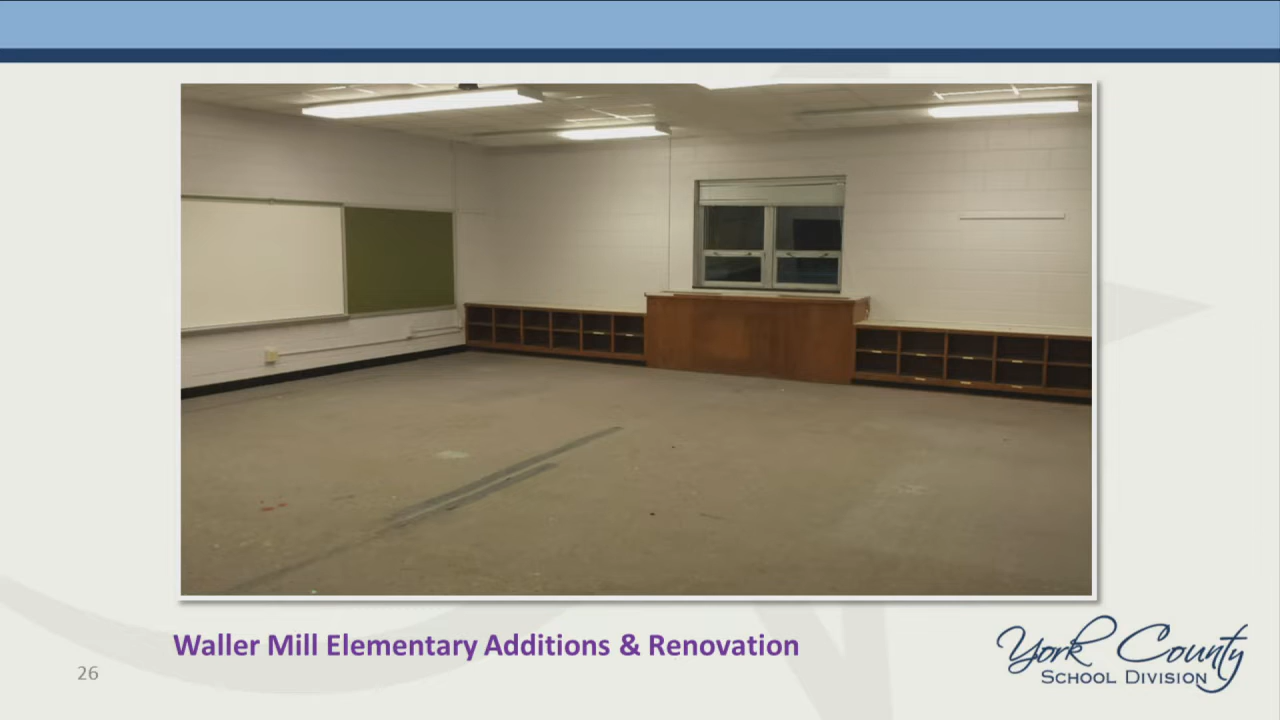 Waller Mill Elementary Additions & Renovation
26
York County
SCHOOL DIVISION